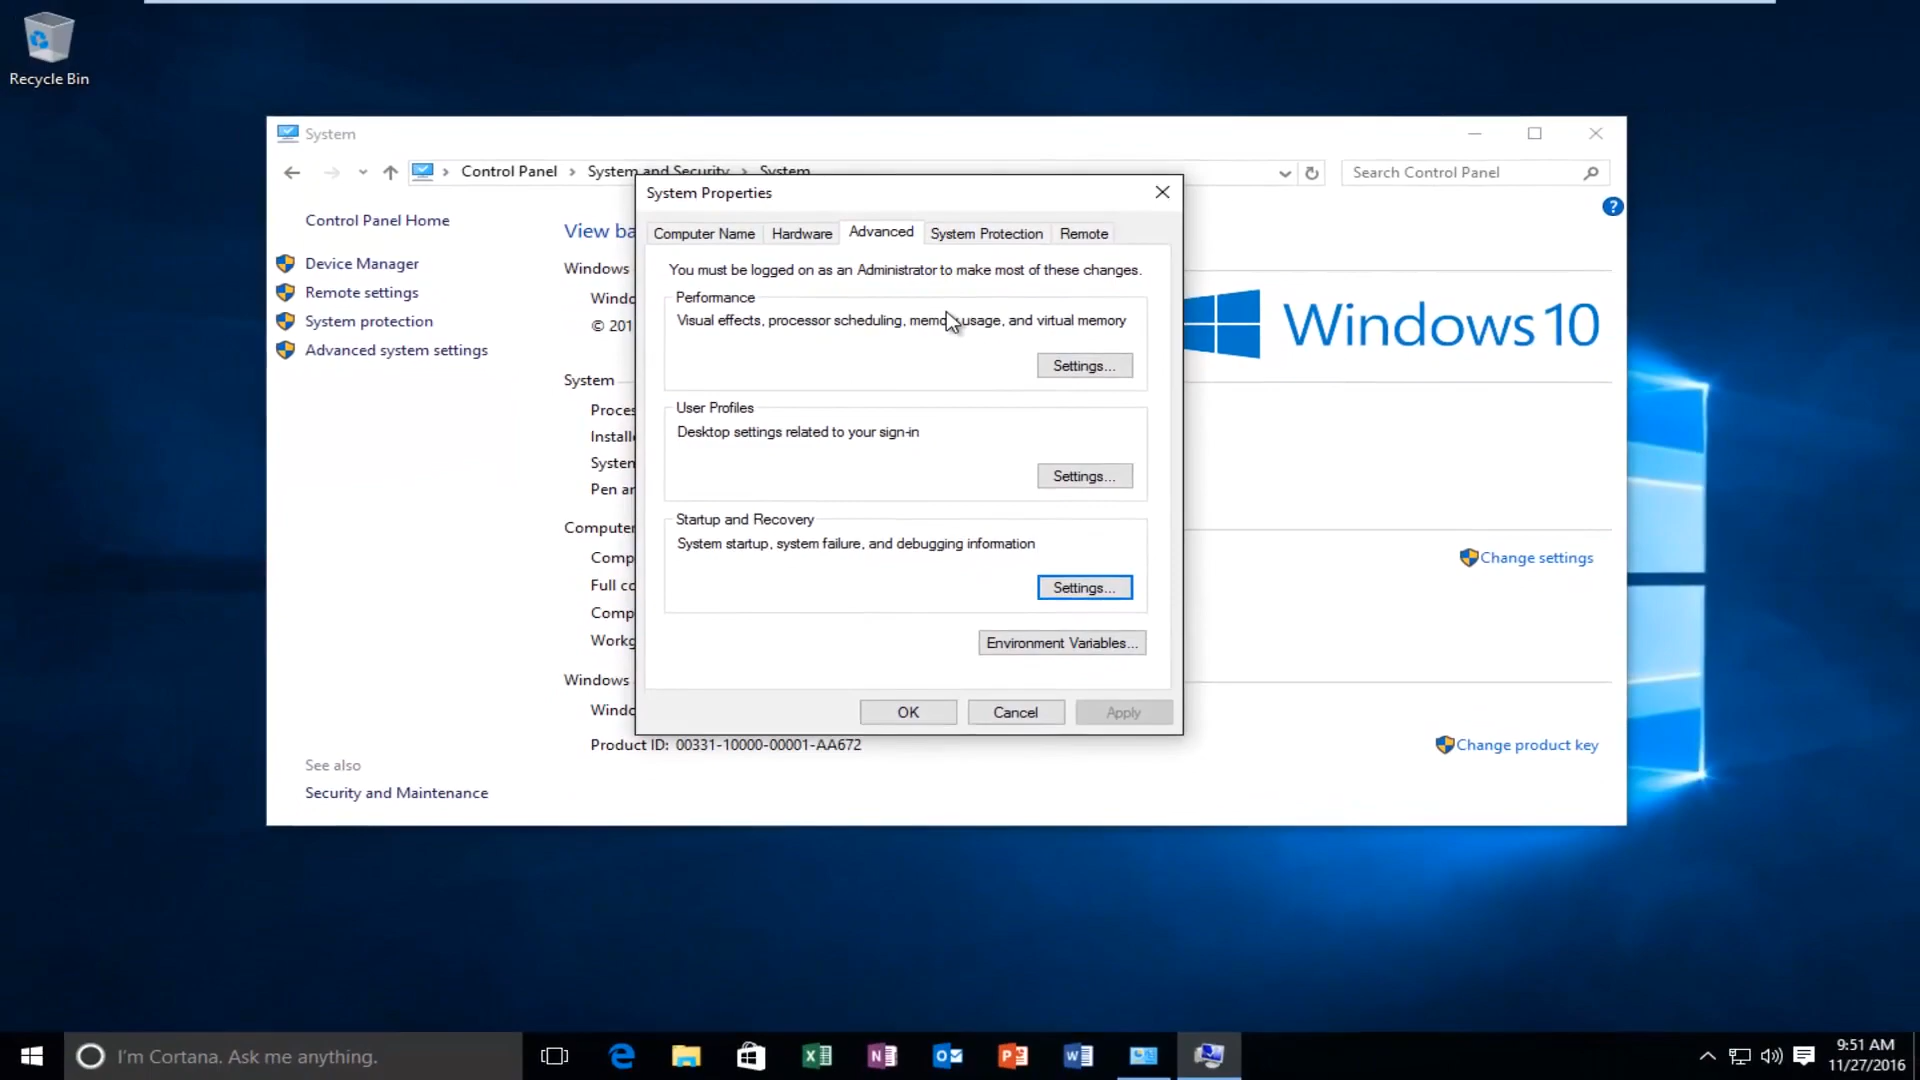 Recycle Bin
System
Control Panel > System and Security > System
Search Control Panel
System Properties
Control Panel Home
Device Manager
Remote settings
System protection
Advanced system settings
See also
Security and Maintenance
View ba
Windows
Windo
© 201
System
Proces
Installe
System
Pen an
Computer
Comp
Full co
Comp
Workg
Windows
Windo
Product ID: 00331-10000-00001-AA672
Computer Name
Hardware
Advanced
System Protection
Remote
You must be logged on as an Administrator to make most of these changes.
Performance
Visual effects, processor scheduling, memo usage, and virtual memory
Settings...
User Profiles
Desktop settings related to your sign-in
Settings...
Startup and Recovery
System startup, system failure, and debugging information
Settings...
Environment Variables...
OK
Cancel
Apply
Windows 10
Change settings
Change product key
I'm Cortana. Ask me anything.
9:51 AM
11/27/2016